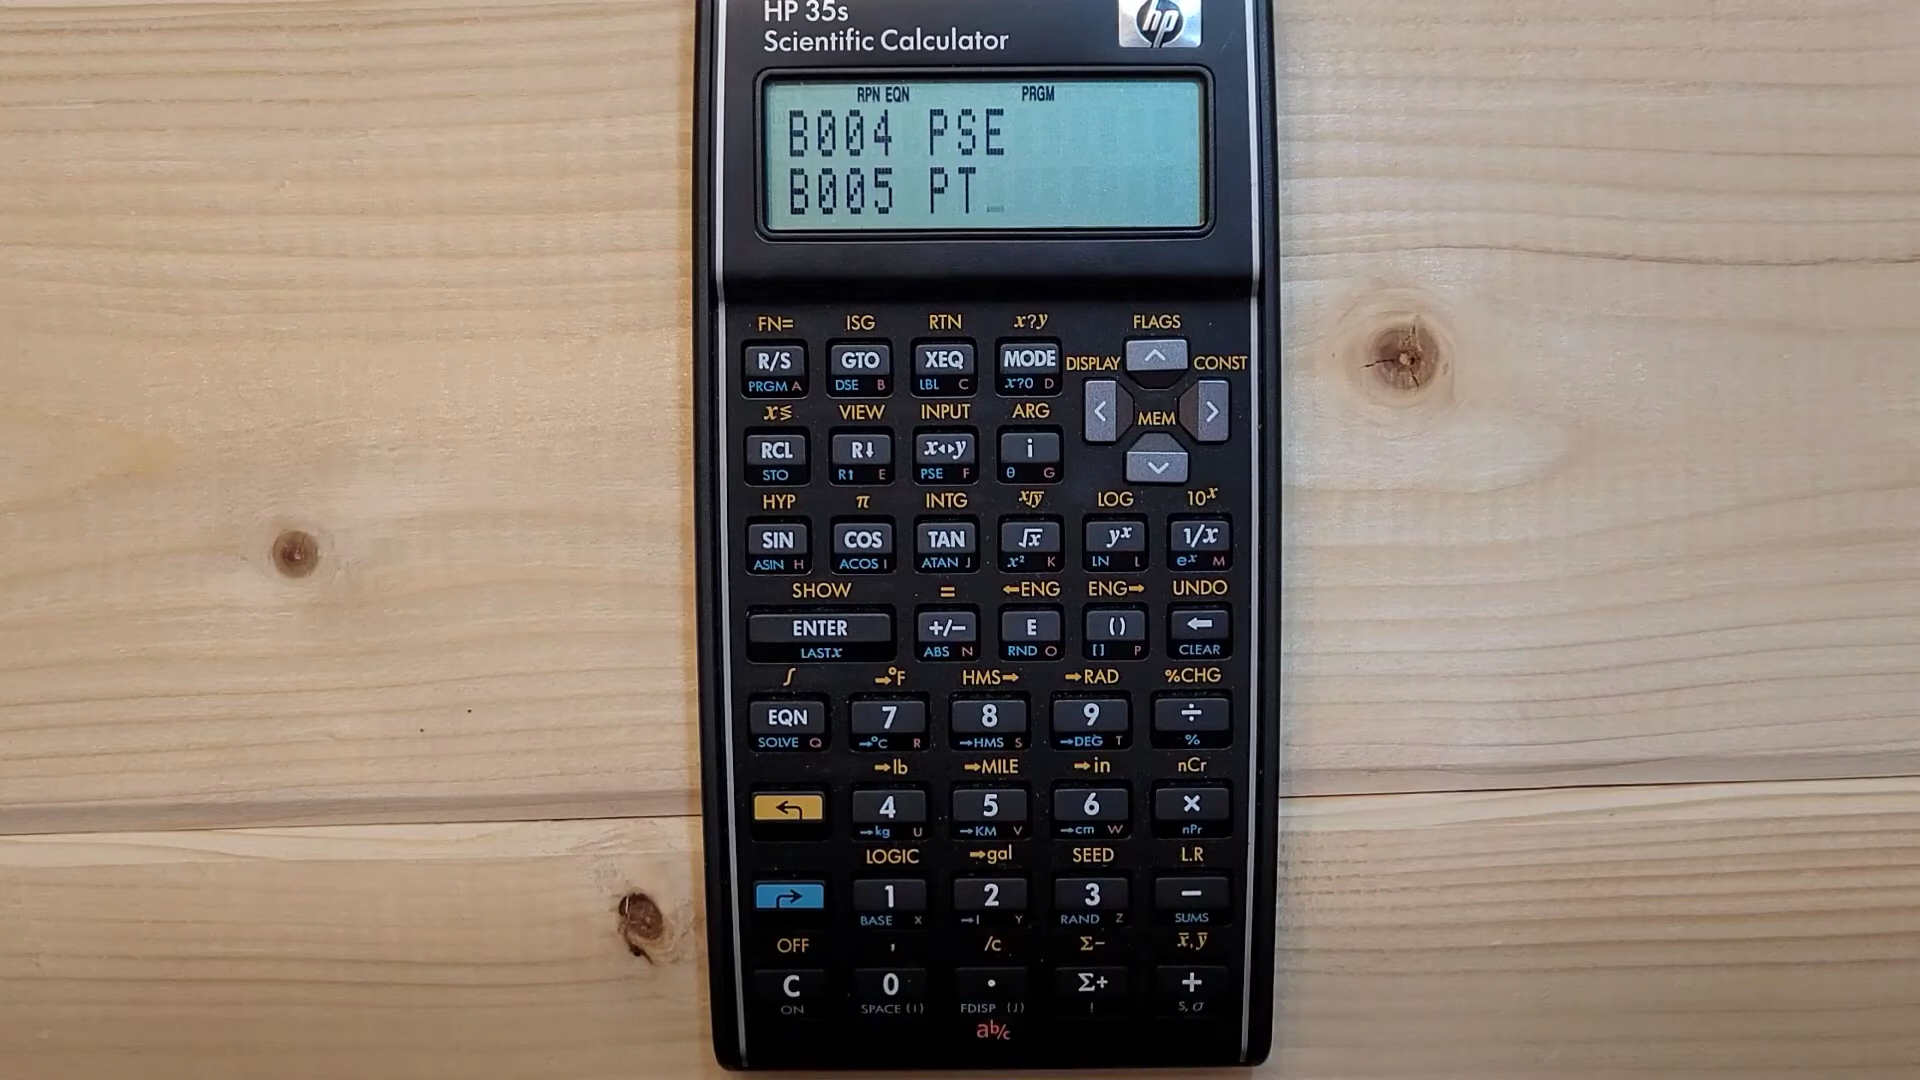 HP 35s
Scientific Calculator
hp
RPN EQN PRGM
B004 PSE
B005 PT_
FN= ISG RTN x?y FLAGS
R/S GTO XEQ MODE DISPLAY CONST
PRGM A DSE B LBL C x?0 D
x≶ VIEW INPUT ARG MEM
RCL R↓ x◂▸y i
STO R↑ E PSE F θ G
HYP π INTG x√y LOG 10ˣ
SIN COS TAN √x yˣ 1/x
ASIN H ACOS I ATAN J x² K LN L eˣ M
SHOW = ←ENG ENG→ UNDO
ENTER +/− E () ←
LASTx ABS N RND O [] P CLEAR
∫ →°F HMS→ →RAD %CHG
EQN 7 8 9 ÷
SOLVE Q →°C R →HMS S →DEG T %
→lb →MILE →in nCr
4 5 6 ×
→kg U →KM V →cm W nPr
LOGIC →gal SEED L.R
1 2 3 −
BASE X →l Y RAND Z SUMS
OFF , /c Σ− x̄,ȳ
C 0 · Σ+ +
ON SPACE (I) FDISP (J) ! s,σ
ab/c